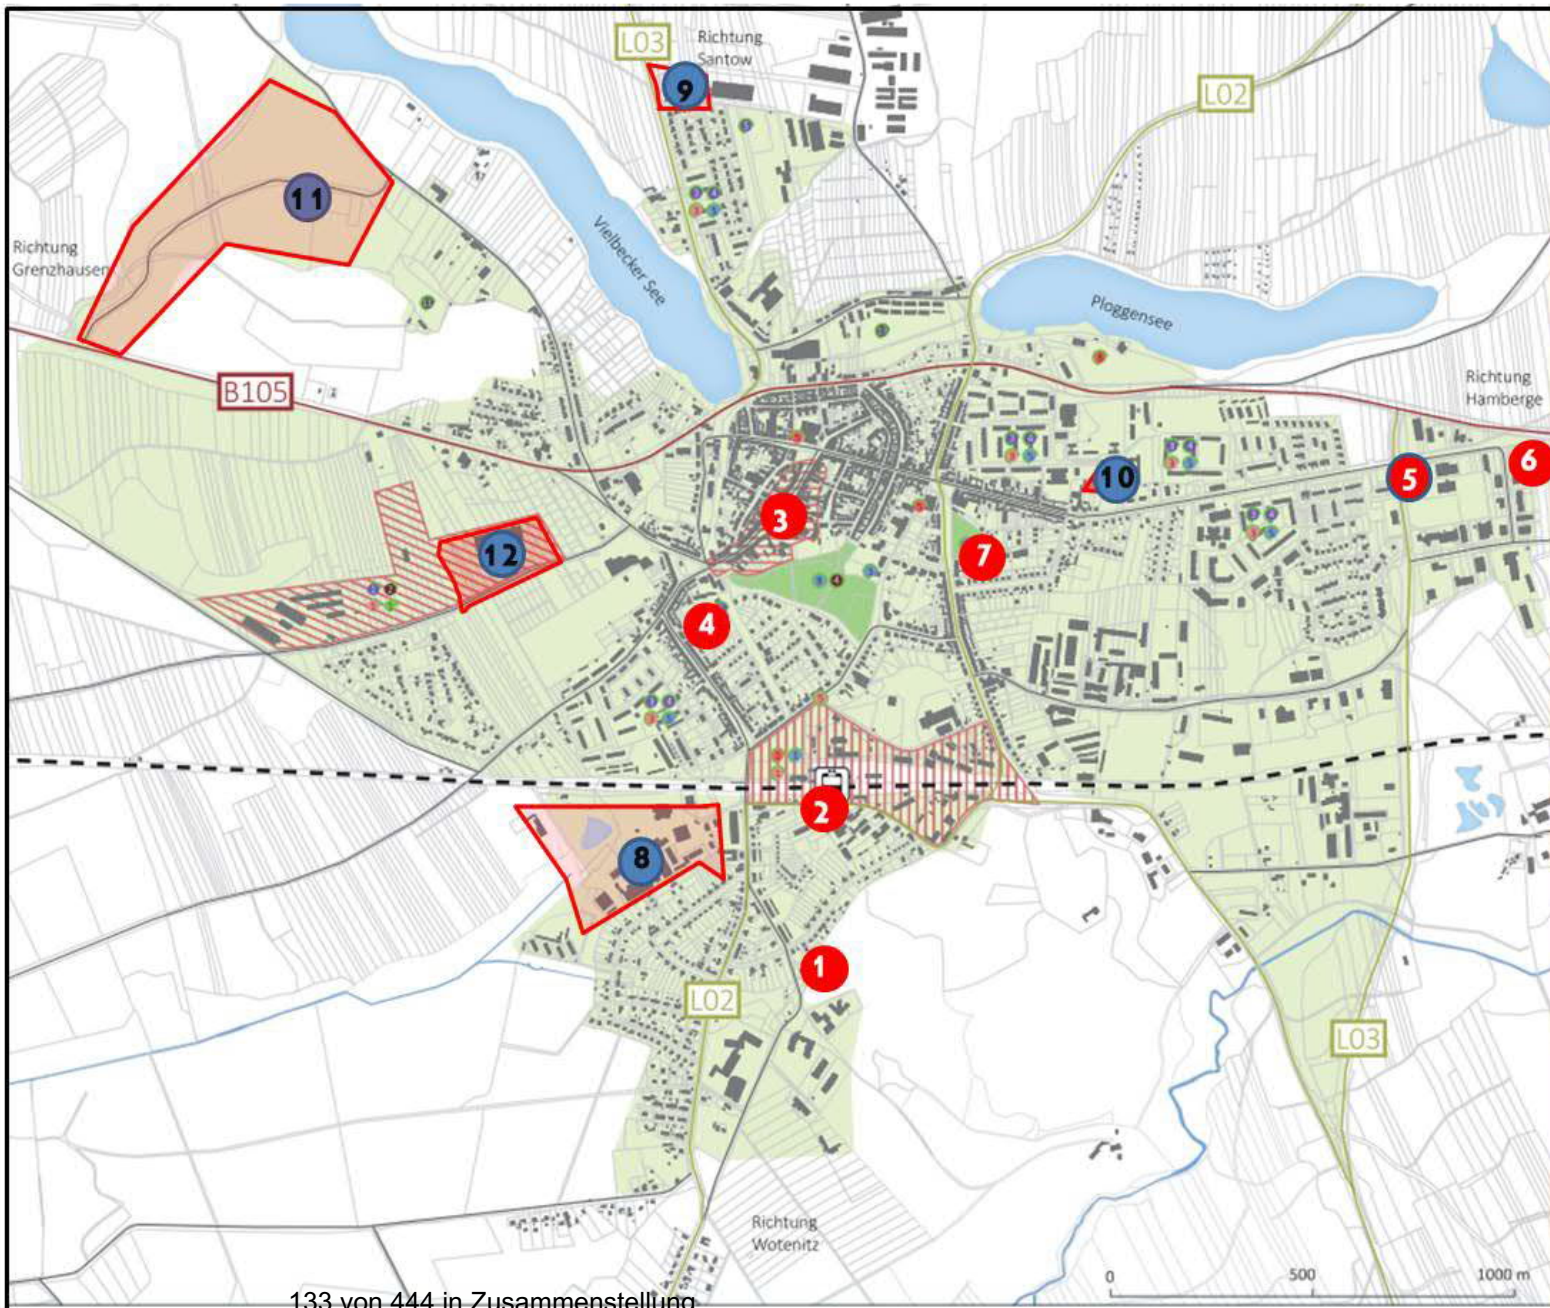 L03
Richtung
Santow
9
L02
11
Richtung
Grenzhausen
Vielbecker See
Ploggensee
B105
Richtung
Hamberge
6
10
5
3
12
7
4
2
8
1
L02
L03
Richtung
Wotenitz
0 500 1000 m
133 von 444 in Zusammenstellung